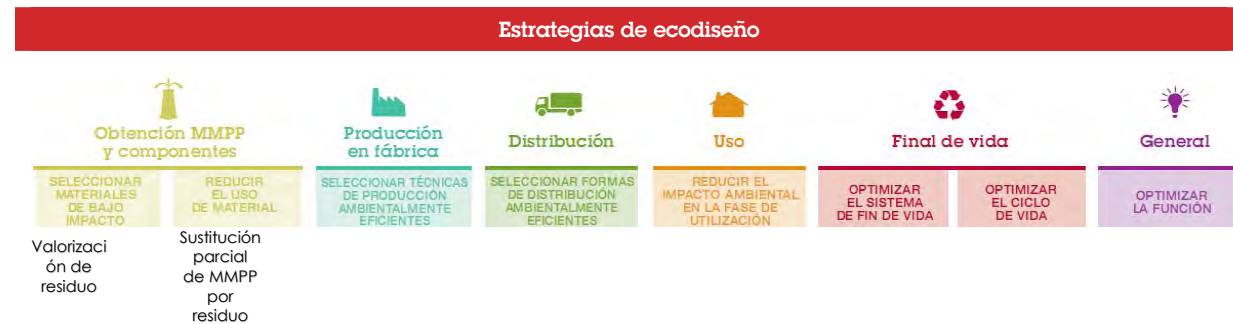 Estrategias de ecodiseño
Obtención MMPP
y componentes
Producción
en fábrica
Distribución
Uso
Final de vida
General
SELECCIONAR
MATERIALES
DE BAJO
IMPACTO
REDUCIR
EL USO
DE MATERIAL
SELECCIONAR TÉCNICAS
DE PRODUCCIÓN
AMBIENTALMENTE
EFICIENTES
SELECCIONAR FORMAS
DE DISTRIBUCIÓN
AMBIENTALMENTE
EFICIENTES
REDUCIR EL
IMPACTO AMBIENTAL
EN LA FASE DE
UTILIZACIÓN
OPTIMIZAR
EL SISTEMA
DE FIN DE VIDA
OPTIMIZAR
EL CICLO
DE VIDA
OPTIMIZAR
LA FUNCIÓN
Valorizaci
ón de
residuo
Sustitución
parcial
de MMPP
por
residuo